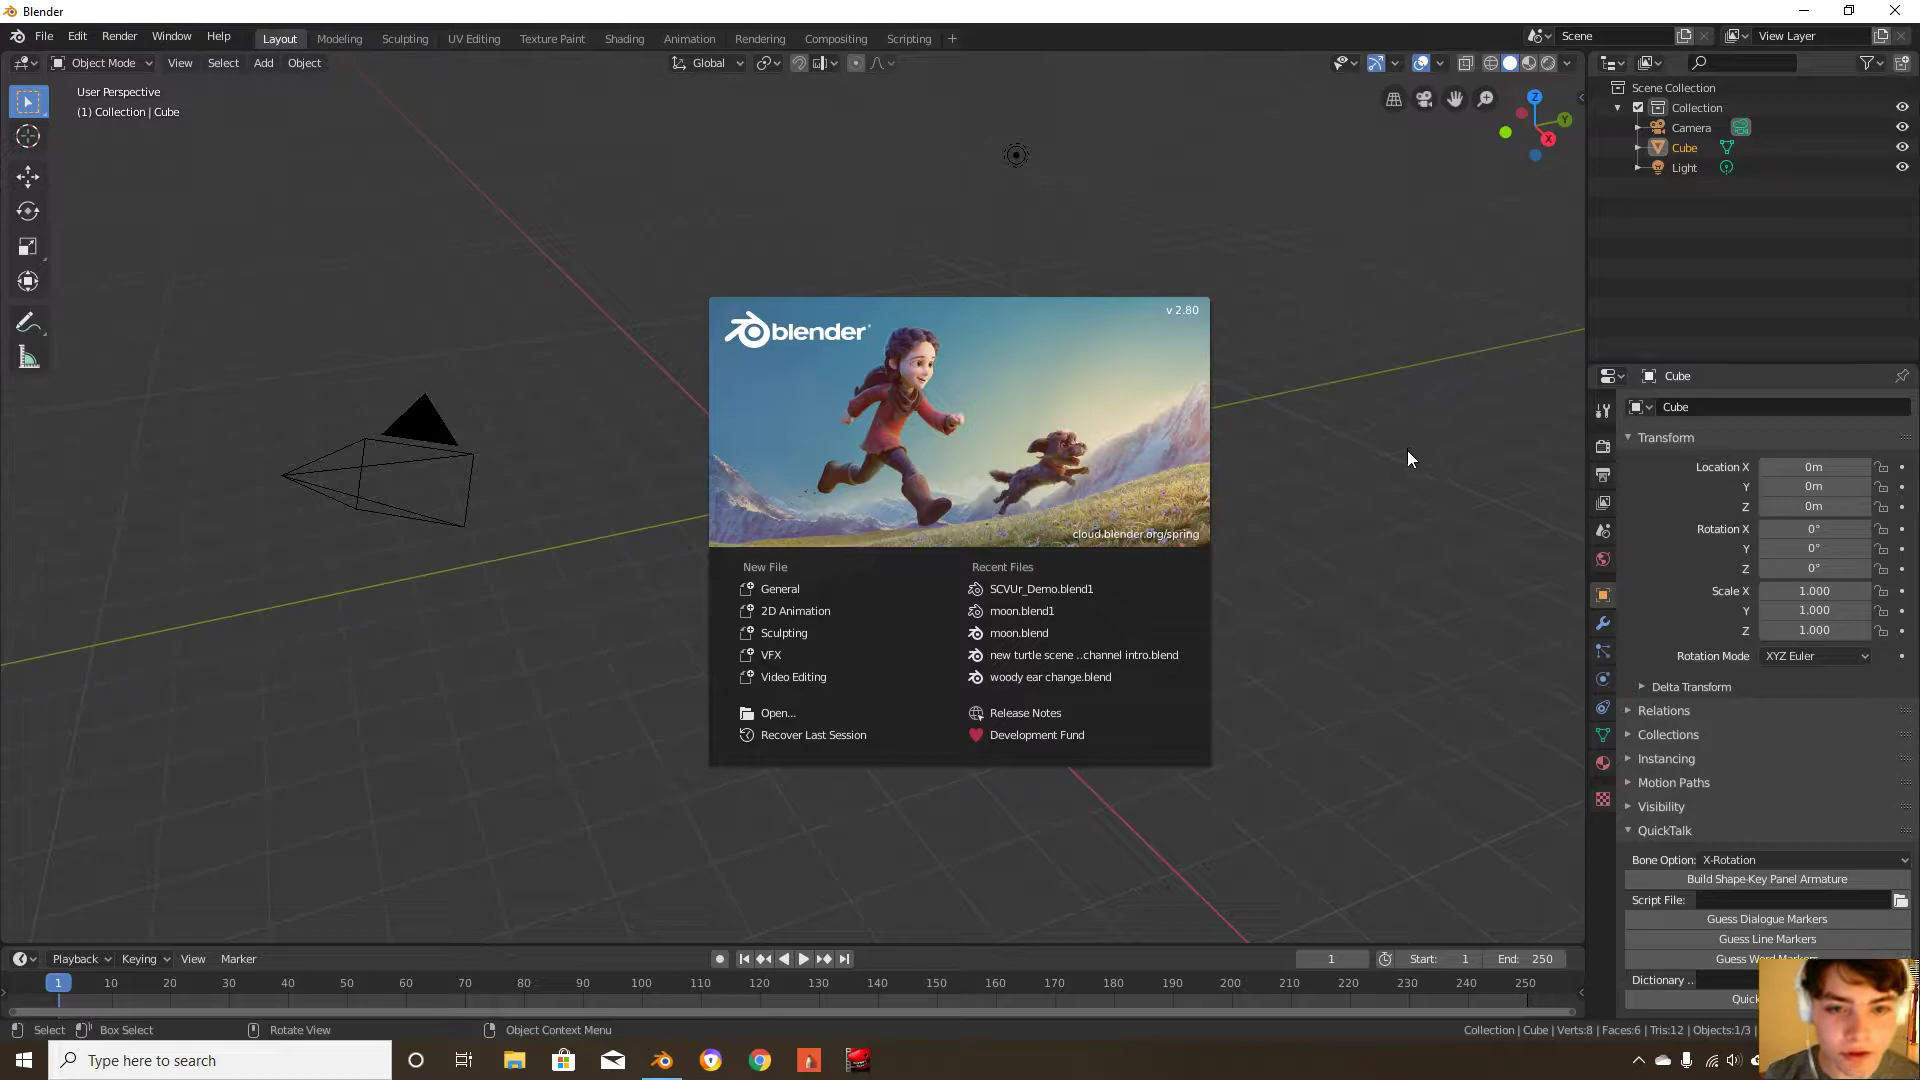 Blender
File Edit Render Window Help
Layout Modeling Sculpting UV Editing Texture Paint Shading Animation Rendering Compositing Scripting +
Scene
View Layer
Object Mode View Select Add Object
Global
User Perspective
(1) Collection | Cube
Z
Y
X
Scene Collection
Collection
Camera
Cube
Light
blender
v 2.80
cloud.blender.org/spring
New File
General
2D Animation
Sculpting
VFX
Video Editing
Open...
Recover Last Session
Recent Files
SCVUr_Demo.blend1
moon.blend1
moon.blend
new turtle scene ..channel intro.blend
woody ear change.blend
Release Notes
Development Fund
Cube
Cube
Transform
Location X 0m
Y 0m
Z 0m
Rotation X 0°
Y 0°
Z 0°
Scale X 1.000
Y 1.000
Z 1.000
Rotation Mode XYZ Euler
Delta Transform
Relations
Collections
Instancing
Motion Paths
Visibility
QuickTalk
Bone Option: X-Rotation
Build Shape-Key Panel Armature
Script File:
Guess Dialogue Markers
Guess Line Markers
Guess Word Markers
Dictionary ..
Quick
Playback Keying View Marker
1 Start: 1 End: 250
1 10 20 30 40 50 60 70 80 90 100 110 120 130 140 150 160 170 180 190 200 210 220 230 240 250
Select Box Select Rotate View Object Context Menu
Collection | Cube | Verts:8 | Faces:6 | Tris:12 | Objects:1/3
Type here to search